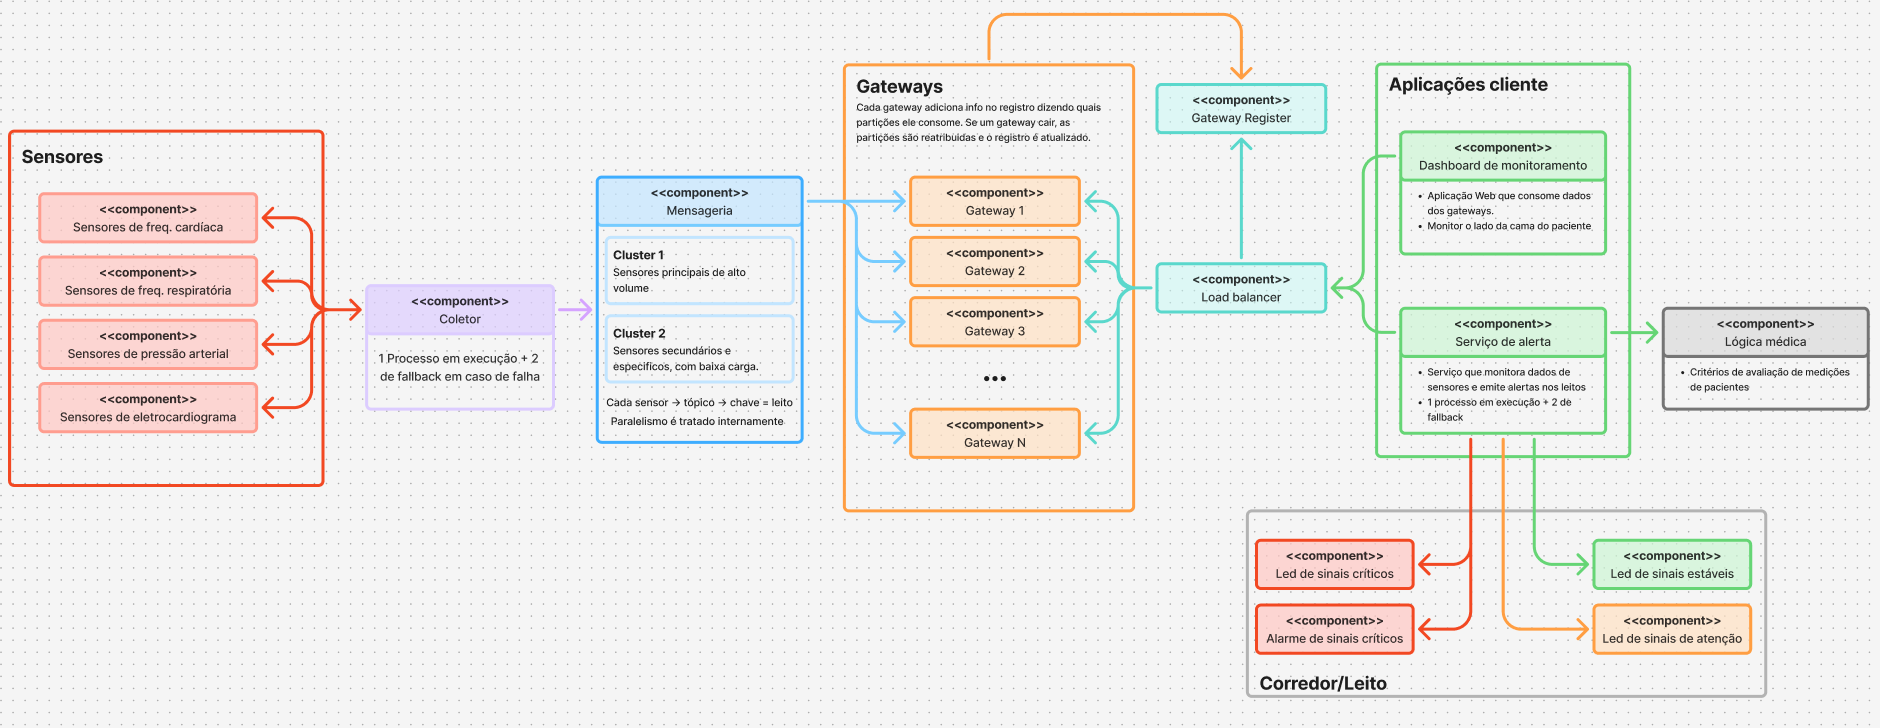 Sensores
<<component>>
Sensores de freq. cardíaca
<<component>>
Sensores de freq. respiratória
<<component>>
Sensores de pressão arterial
<<component>>
Sensores de eletrocardiograma
<<component>>
Coletor
1 Processo em execução + 2
de fallback em caso de falha
<<component>>
Mensageria
Cluster 1
Sensores principais de alto
volume
Cluster 2
Sensores secundários e
específicos, com baixa carga.
Cada sensor → tópico → chave = leito
Paralelismo é tratado internamente
Gateways
Cada gateway adiciona info no registro dizendo quais
partições ele consome. Se um gateway cair, as
partições são reatribuidas e o registro é atualizado.
<<component>>
Gateway 1
<<component>>
Gateway 2
<<component>>
Gateway 3
•••
<<component>>
Gateway N
<<component>>
Gateway Register
<<component>>
Load balancer
Aplicações cliente
<<component>>
Dashboard de monitoramento
• Aplicação Web que consome dados
dos gateways.
• Monitor o lado da cama do paciente
<<component>>
Serviço de alerta
• Serviço que monitora dados de
sensores e emite alertas nos leitos
• 1 processo em execução + 2 de
fallback
<<component>>
Lógica médica
• Critérios de avaliação de medições
de pacientes
<<component>>
Led de sinais críticos
<<component>>
Alarme de sinais críticos
<<component>>
Led de sinais estáveis
<<component>>
Led de sinais de atenção
Corredor/Leito